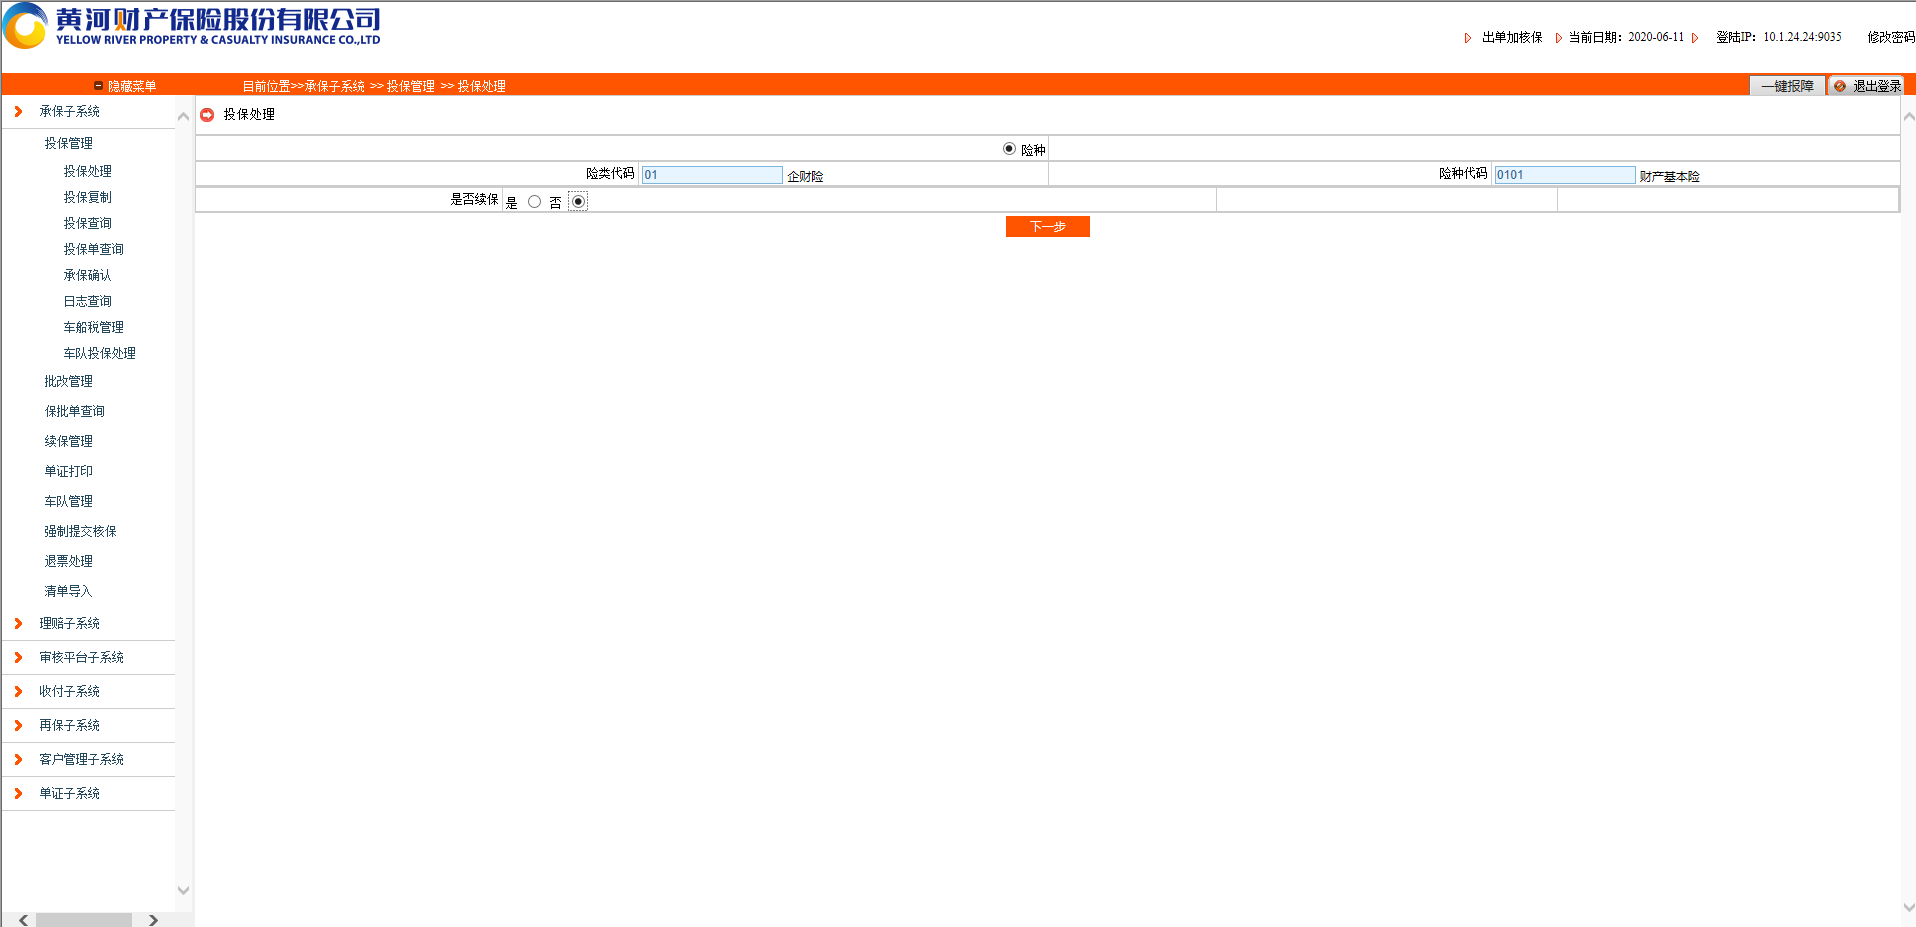 黄河财产保险股份有限公司
YELLOW RIVER PROPERTY & CASUALTY INSURANCE CO.,LTD
出单加核保 当前日期：2020-06-11 登陆IP：10.1.24.24:9035 修改密码
隐藏菜单 目前位置>>承保子系统 >> 投保管理 >> 投保处理 一键报障 退出登录
承保子系统
投保管理
投保处理
投保复制
投保查询
投保单查询
承保确认
日志查询
车船税管理
车队投保处理
批改管理
保批单查询
续保管理
单证打印
车队管理
强制提交核保
退票处理
清单导入
理赔子系统
审核平台子系统
收付子系统
再保子系统
客户管理子系统
单证子系统
投保处理
险种
险类代码 01 企财险 险种代码 0101 财产基本险
是否续保 是 否
下一步